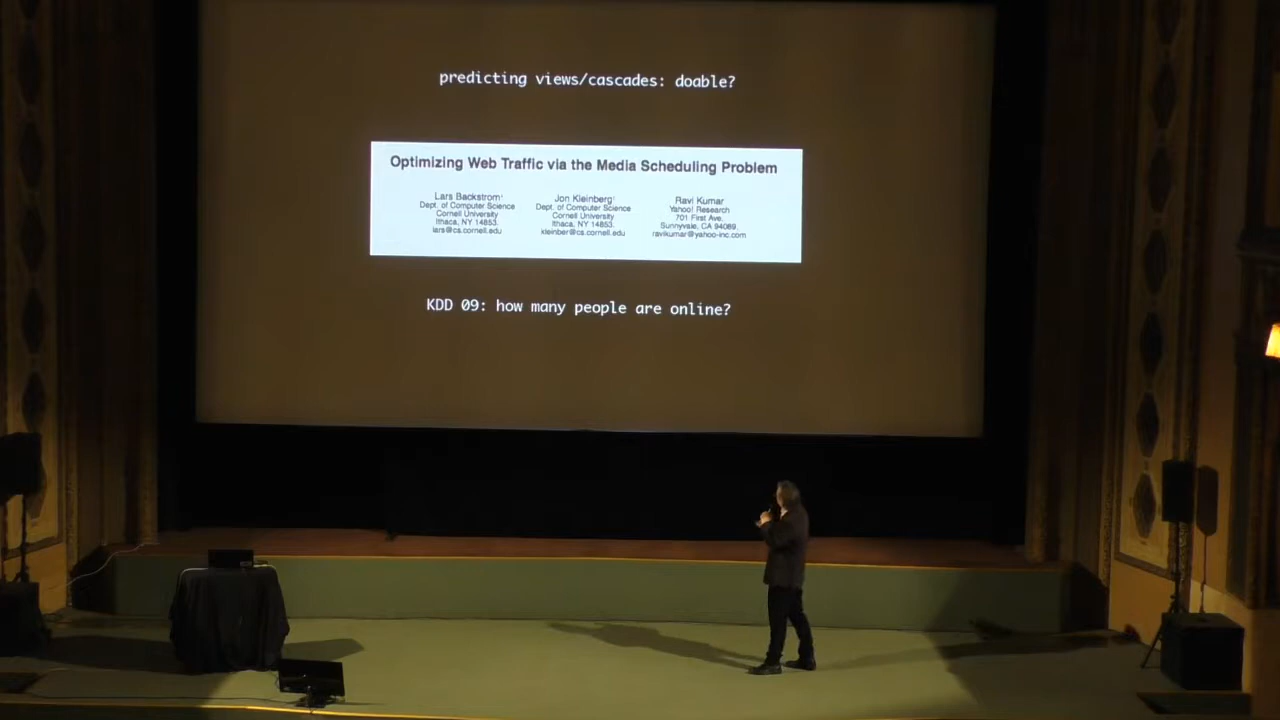 predicting views/cascades: doable?
Optimizing Web Traffic via the Media Scheduling Problem
Lars Backstrom Jon Kleinberg Ravi Kumar
Dept. of Computer Science Dept. of Computer Science Yahoo! Research
Cornell University Cornell University 701 First Ave.
Ithaca, NY 14853. Ithaca, NY 14853. Sunnyvale, CA 94089.
lars@cs.cornell.edu kleinber@cs.cornell.edu ravikumar@yahoo-inc.com
KDD 09: how many people are online?